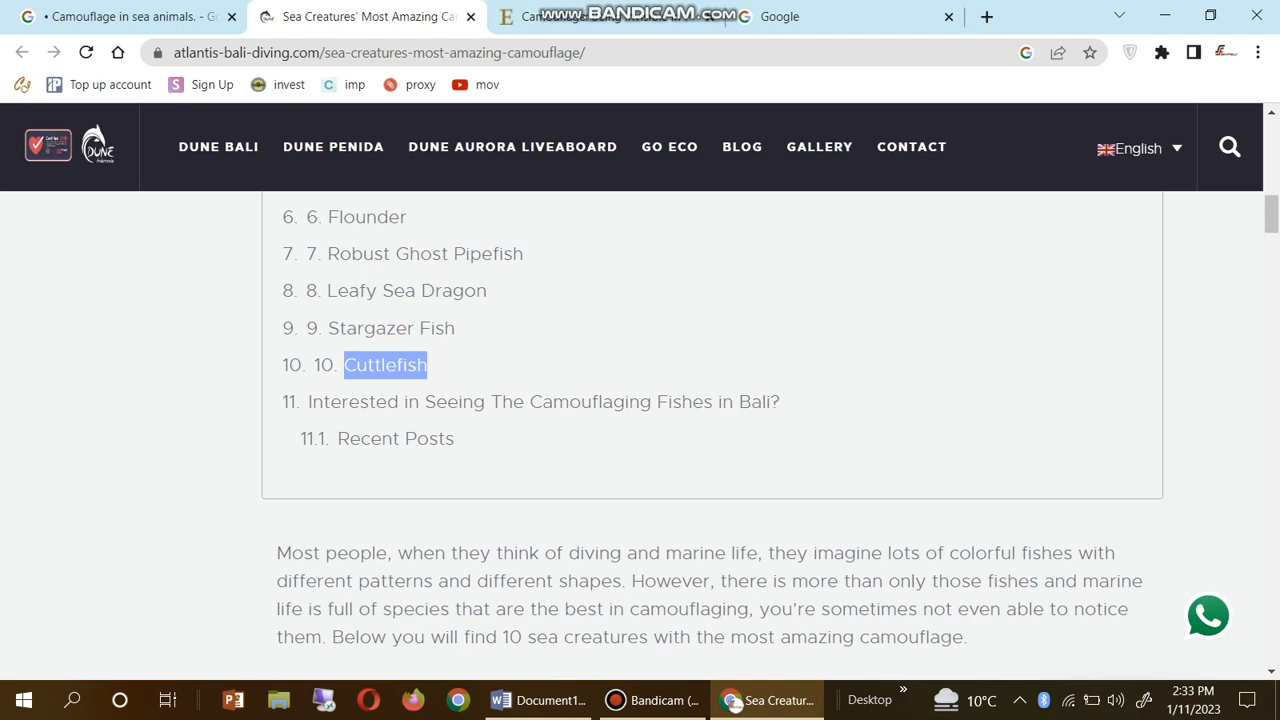 • Camouflage in sea animals. - Go
Sea Creatures' Most Amazing Ca
www.BANDICAM.com
Google
atlantis-bali-diving.com/sea-creatures-most-amazing-camouflage/
Top up account
Sign Up
invest
imp
proxy
mov
DUNE
DUNE BALI
DUNE PENIDA
DUNE AURORA LIVEABOARD
GO ECO
BLOG
GALLERY
CONTACT
English
6. 6. Flounder
7. 7. Robust Ghost Pipefish
8. 8. Leafy Sea Dragon
9. 9. Stargazer Fish
10. 10. Cuttlefish
11. Interested in Seeing The Camouflaging Fishes in Bali?
11.1. Recent Posts
Most people, when they think of diving and marine life, they imagine lots of colorful fishes with
different patterns and different shapes. However, there is more than only those fishes and marine
life is full of species that are the best in camouflaging, you’re sometimes not even able to notice
them. Below you will find 10 sea creatures with the most amazing camouflage.
Document1...
Bandicam (...
Sea Creatur...
Desktop
»
10°C
2:33 PM
1/11/2023